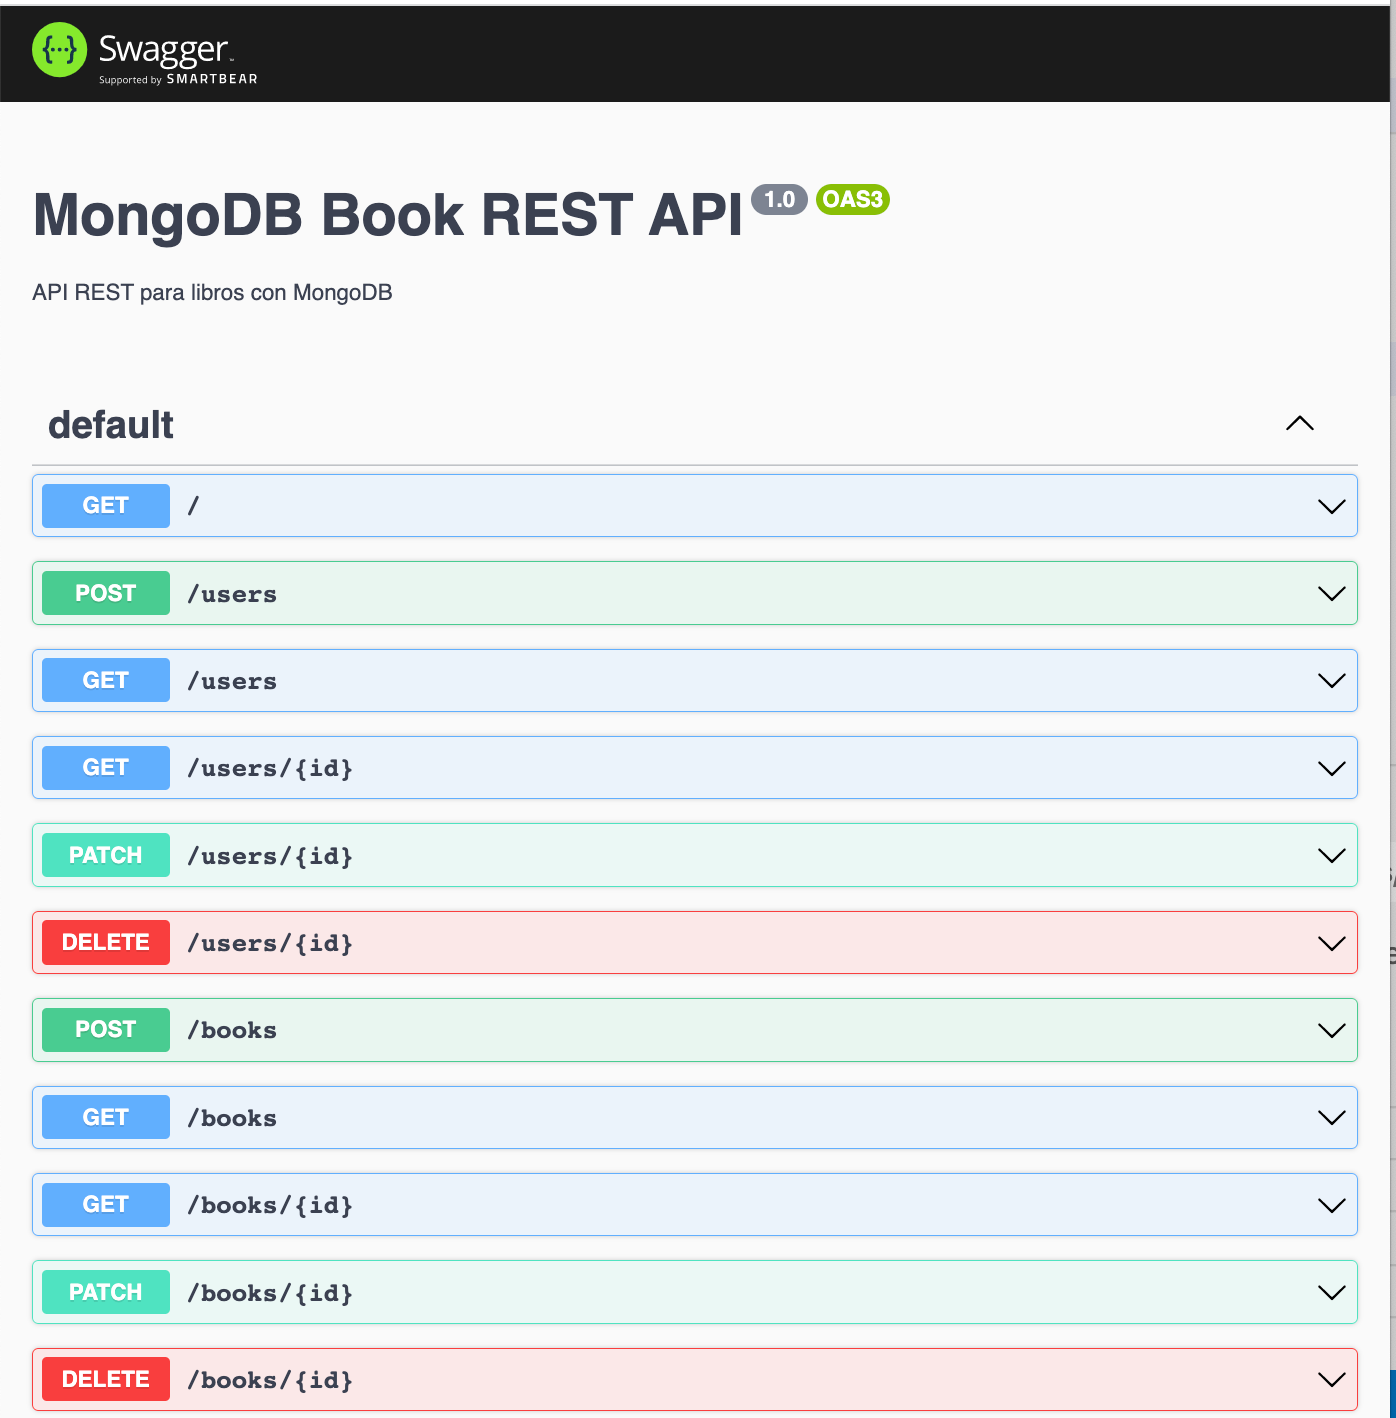 {···} Swagger™
Supported by SMARTBEAR
MongoDB Book REST API 1.0 OAS3
API REST para libros con MongoDB
default
GET /
POST /users
GET /users
GET /users/{id}
PATCH /users/{id}
DELETE /users/{id}
POST /books
GET /books
GET /books/{id}
PATCH /books/{id}
DELETE /books/{id}